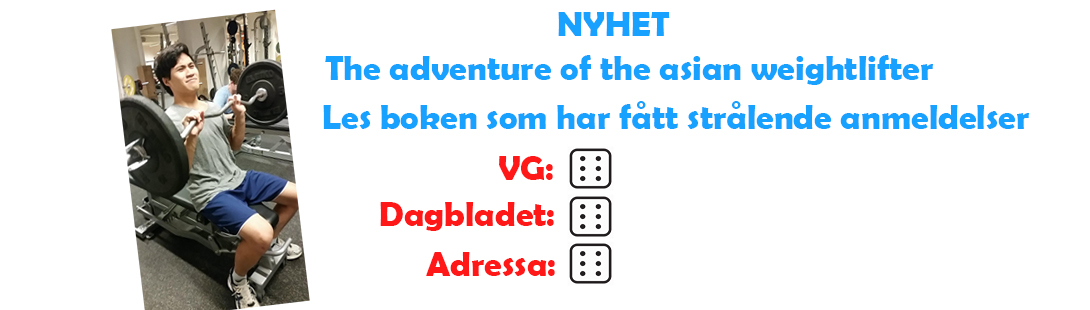 NYHET
The adventure of the asian weightlifter
Les boken som har fått strålende anmeldelser
VG:
Dagbladet:
Adressa: